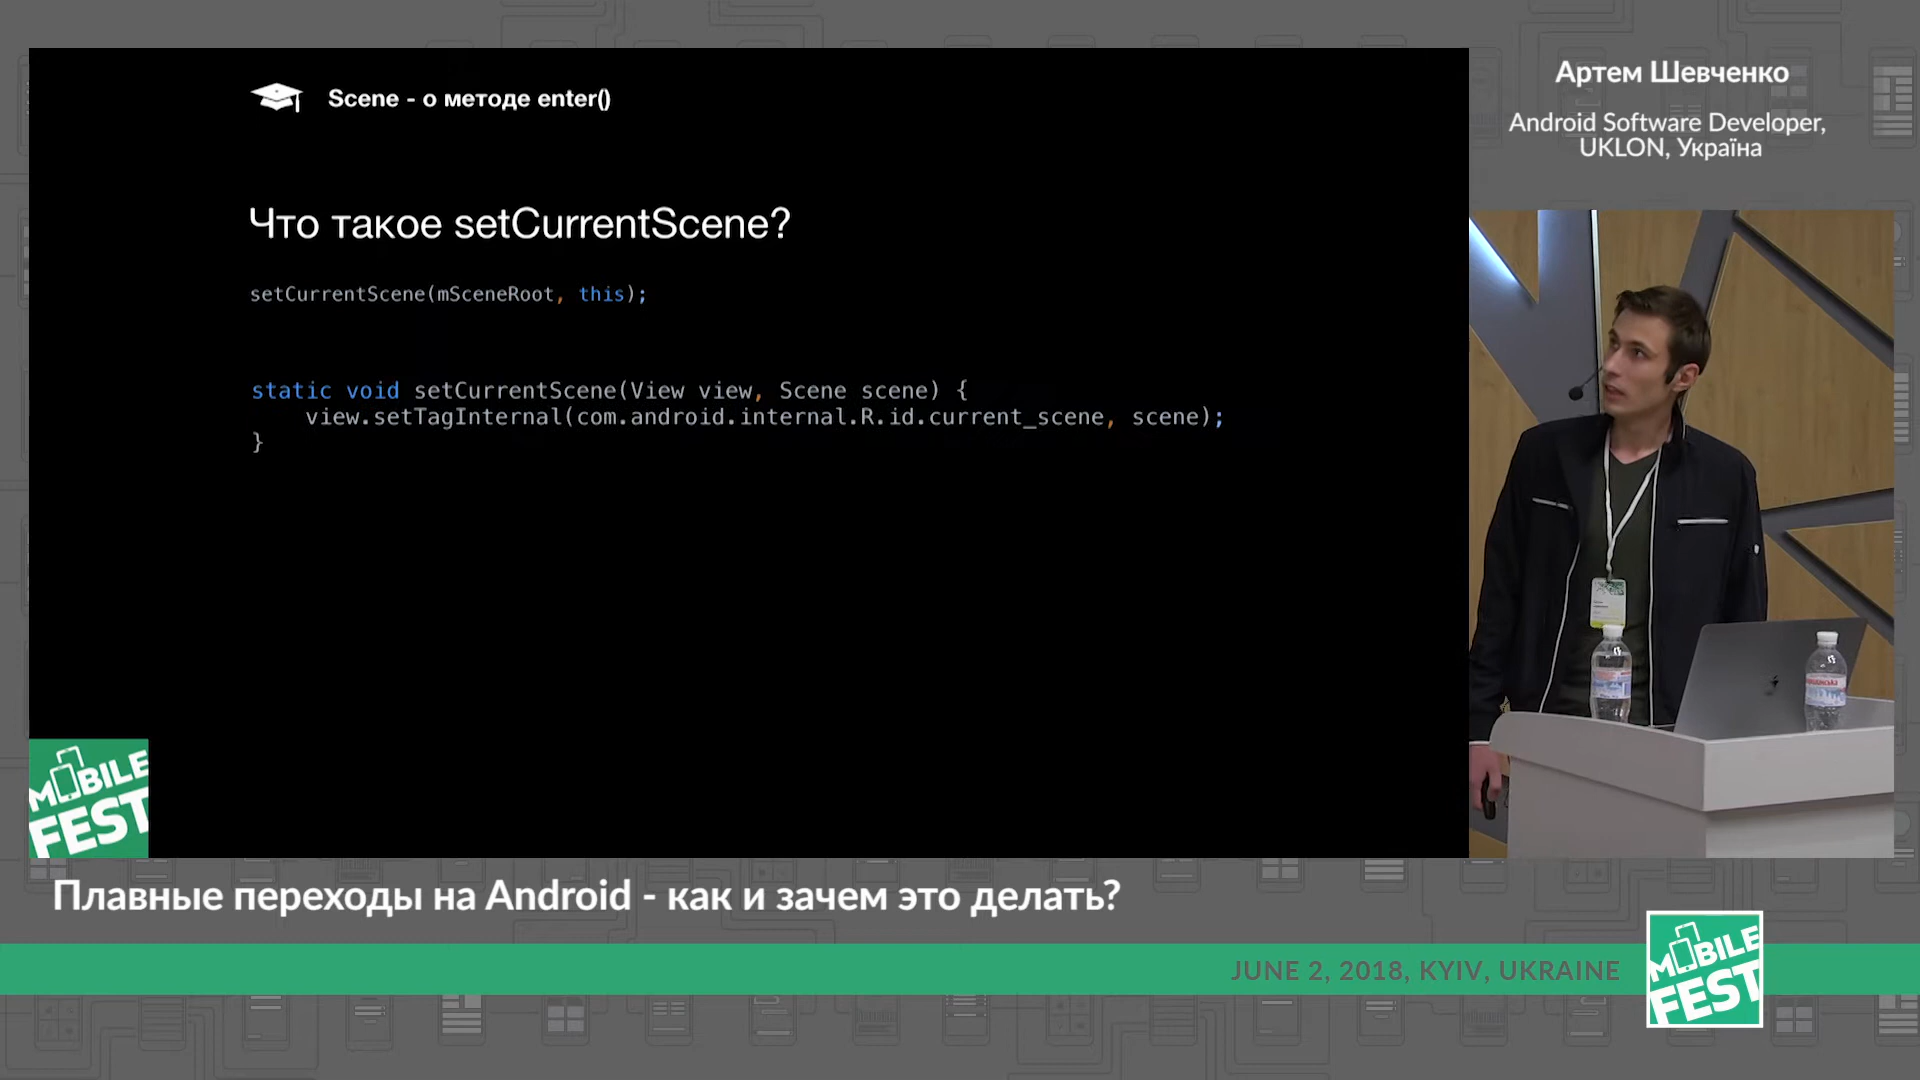 Scene - о методе enter()
Что такое setCurrentScene?
setCurrentScene(mSceneRoot, this);
static void setCurrentScene(View view, Scene scene) {
view.setTagInternal(com.android.internal.R.id.current_scene, scene);
}
MOBILE
FEST
Артем Шевченко
Android Software Developer,
UKLON, Україна
Плавные переходы на Android - как и зачем это делать?
JUNE 2, 2018, KYIV, UKRAINE
MOBILE
FEST